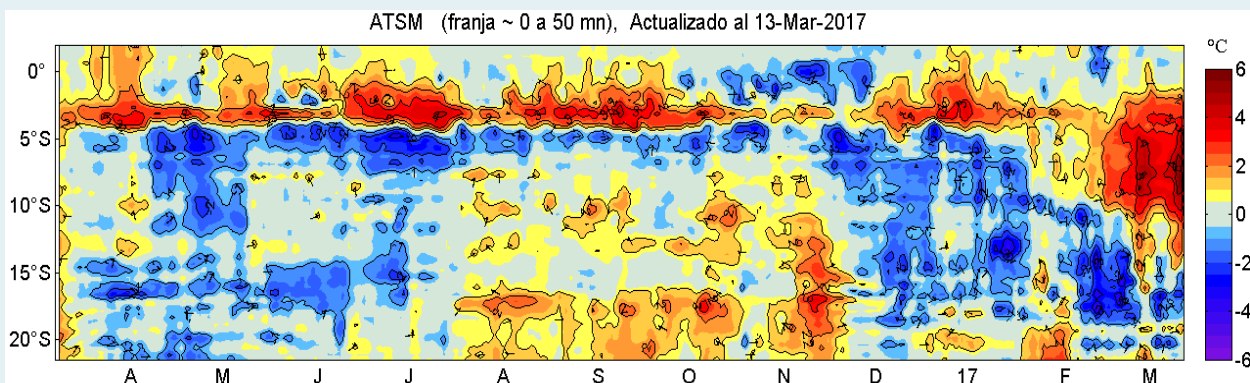 ATSM (franja ~ 0 a 50 mn), Actualizado al 13-Mar-2017
°C
0°
5°S
10°S
15°S
20°S
6
4
2
0
-2
-4
-6
A M J J A S O N D 17 F M